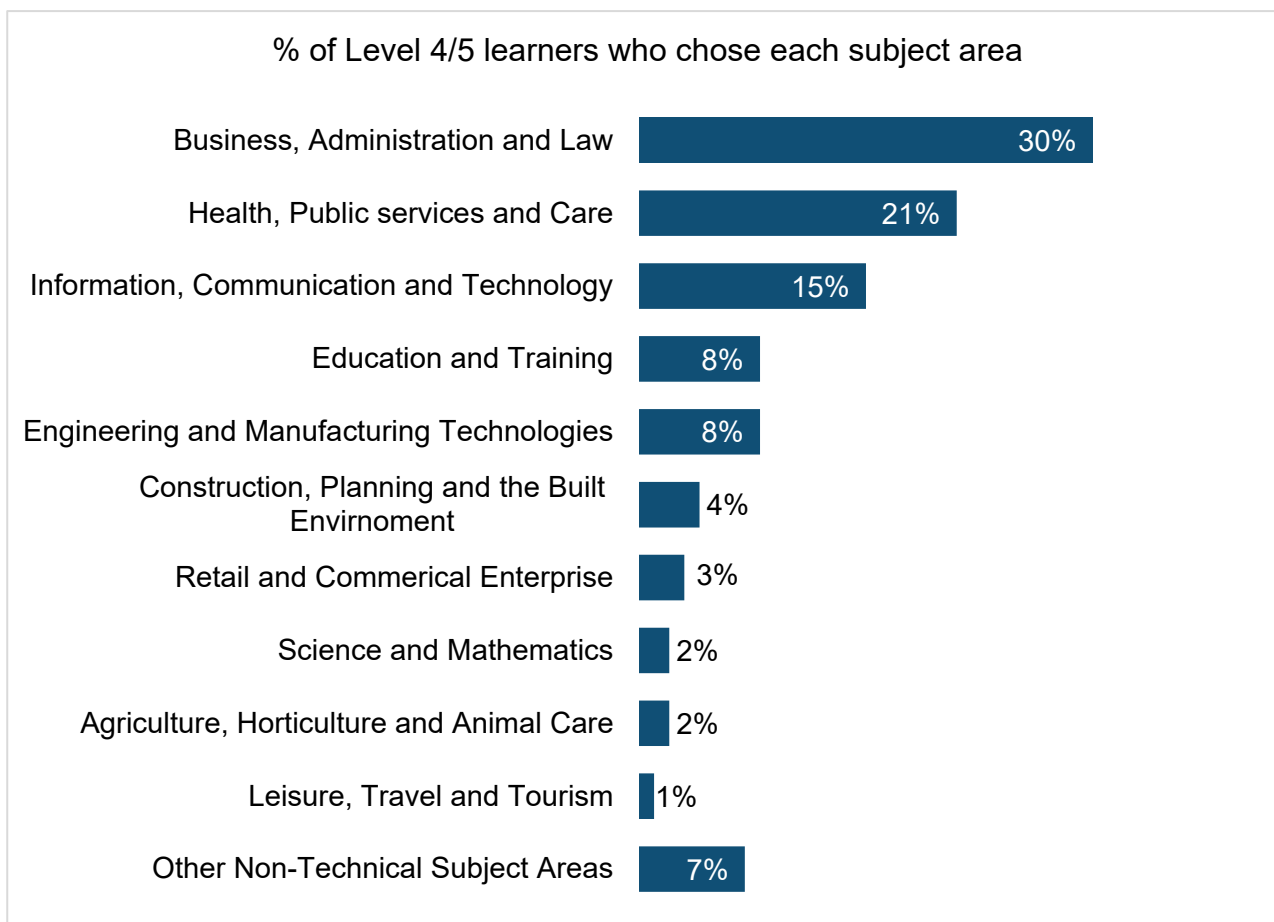 % of Level 4/5 learners who chose each subject area
Business, Administration and Law 30%
Health, Public services and Care 21%
Information, Communication and Technology 15%
Education and Training 8%
Engineering and Manufacturing Technologies 8%
Construction, Planning and the Built
Envirnoment 4%
Retail and Commerical Enterprise 3%
Science and Mathematics 2%
Agriculture, Horticulture and Animal Care 2%
Leisure, Travel and Tourism 1%
Other Non-Technical Subject Areas 7%